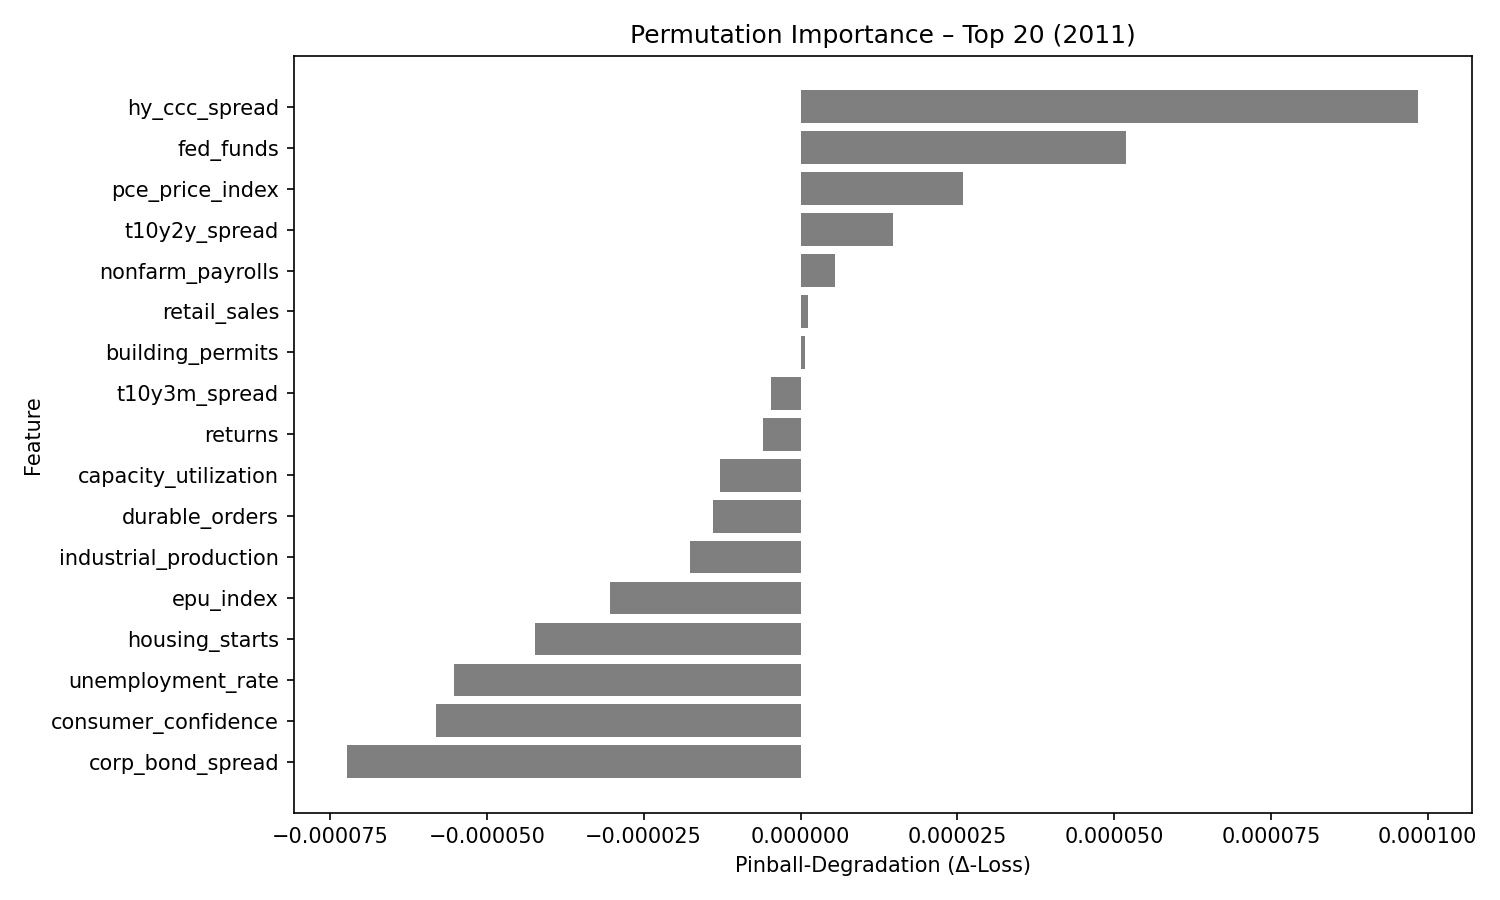 Permutation Importance – Top 20 (2011)
Feature
hy_ccc_spread
fed_funds
pce_price_index
t10y2y_spread
nonfarm_payrolls
retail_sales
building_permits
t10y3m_spread
returns
capacity_utilization
durable_orders
industrial_production
epu_index
housing_starts
unemployment_rate
consumer_confidence
corp_bond_spread
−0.000075 −0.000050 −0.000025 0.000000 0.000025 0.000050 0.000075 0.000100
Pinball-Degradation (Δ-Loss)